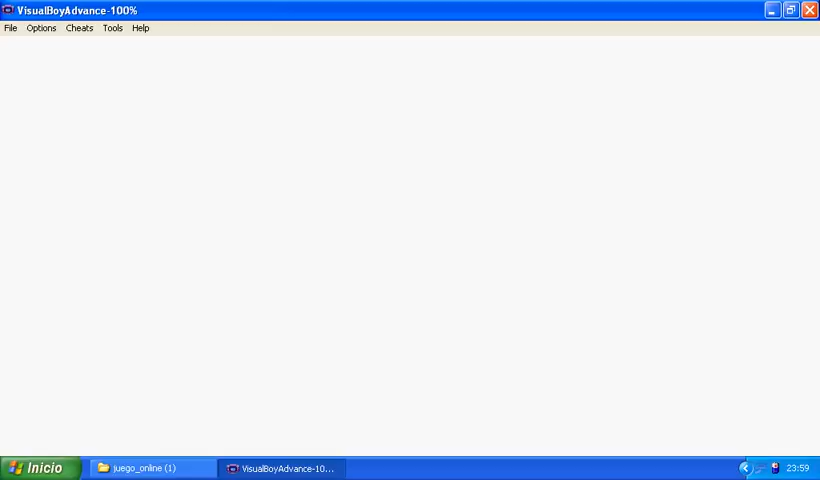 VisualBoyAdvance-100%
File Options Cheats Tools Help
Inicio juego_online (1) VisualBoyAdvance-10... 23:59